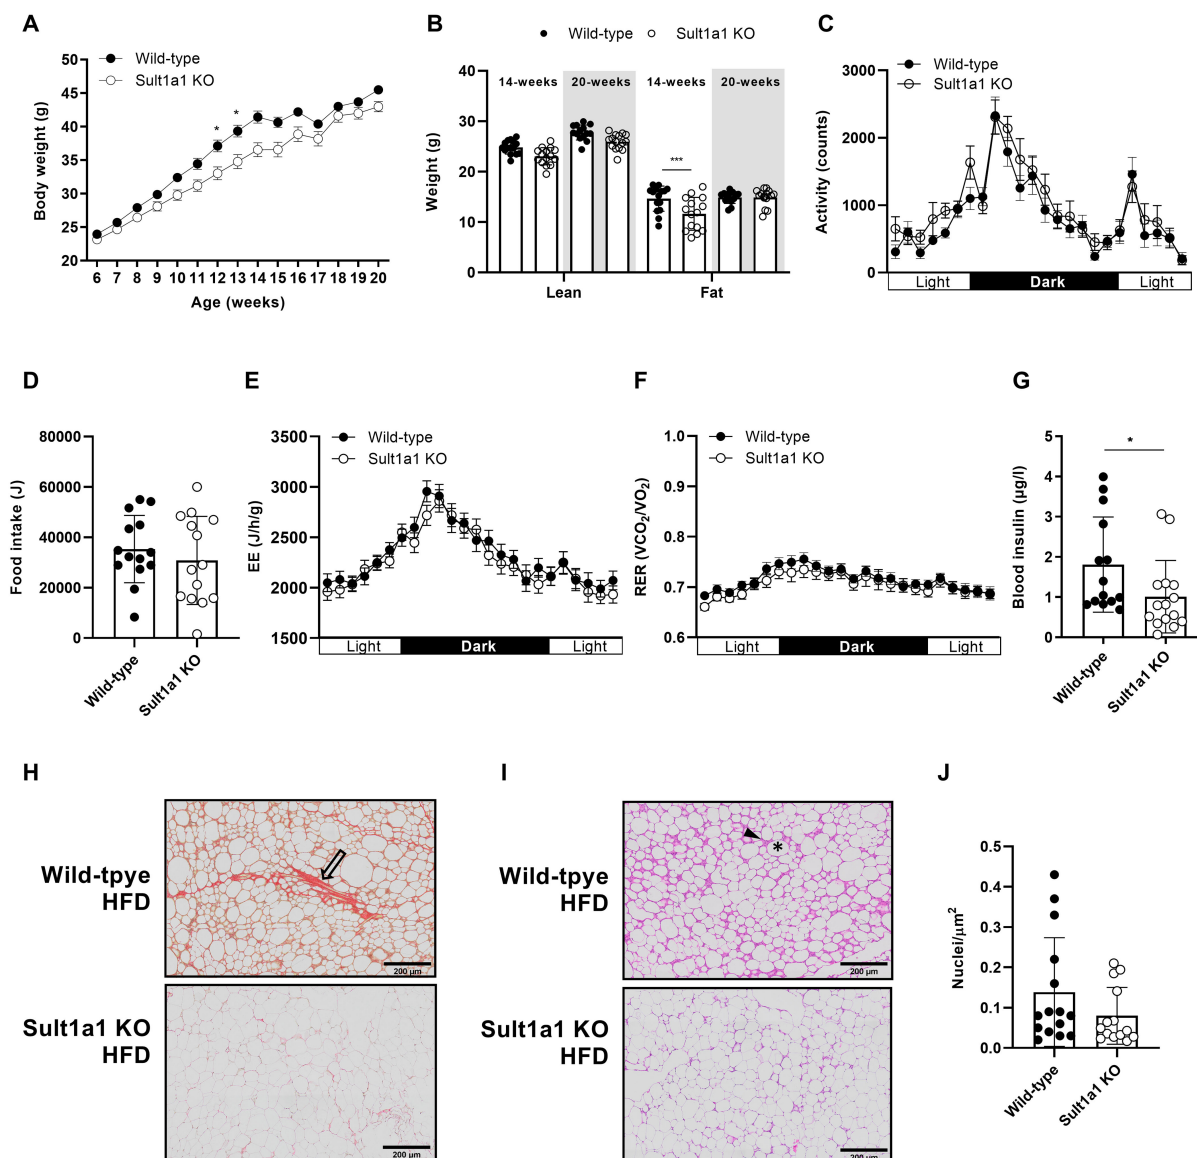 A
Wild-type
Sult1a1 KO
Body weight (g)
50
45
40
35
30
25
20
* *
6 7 8 9 10 11 12 13 14 15 16 17 18 19 20
Age (weeks)
B
Wild-type Sult1a1 KO
Weight (g)
40
30
20
10
0
14-weeks 20-weeks 14-weeks 20-weeks
***
Lean Fat
C
Wild-type
Sult1a1 KO
Activity (counts)
3000
2000
1000
0
Light Dark Light
D
Food intake (J)
80000
60000
40000
20000
0
Wild-type
Sult1a1 KO
E
Wild-type
Sult1a1 KO
EE (J/h/g)
3500
3000
2500
2000
1500
Light Dark Light
F
Wild-type
Sult1a1 KO
RER (VCO₂/VO₂)
1.0
0.9
0.8
0.7
0.6
Light Dark Light
G
Blood insulin (µg/l)
5
4
3
2
1
0
*
Wild-type
Sult1a1 KO
H
Wild-tpye
HFD
200 µm
Sult1a1 KO
HFD
200 µm
I
Wild-tpye
HFD
*
200 µm
Sult1a1 KO
HFD
200 µm
J
Nuclei/µm²
0.5
0.4
0.3
0.2
0.1
0.0
Wild-type
Sult1a1 KO